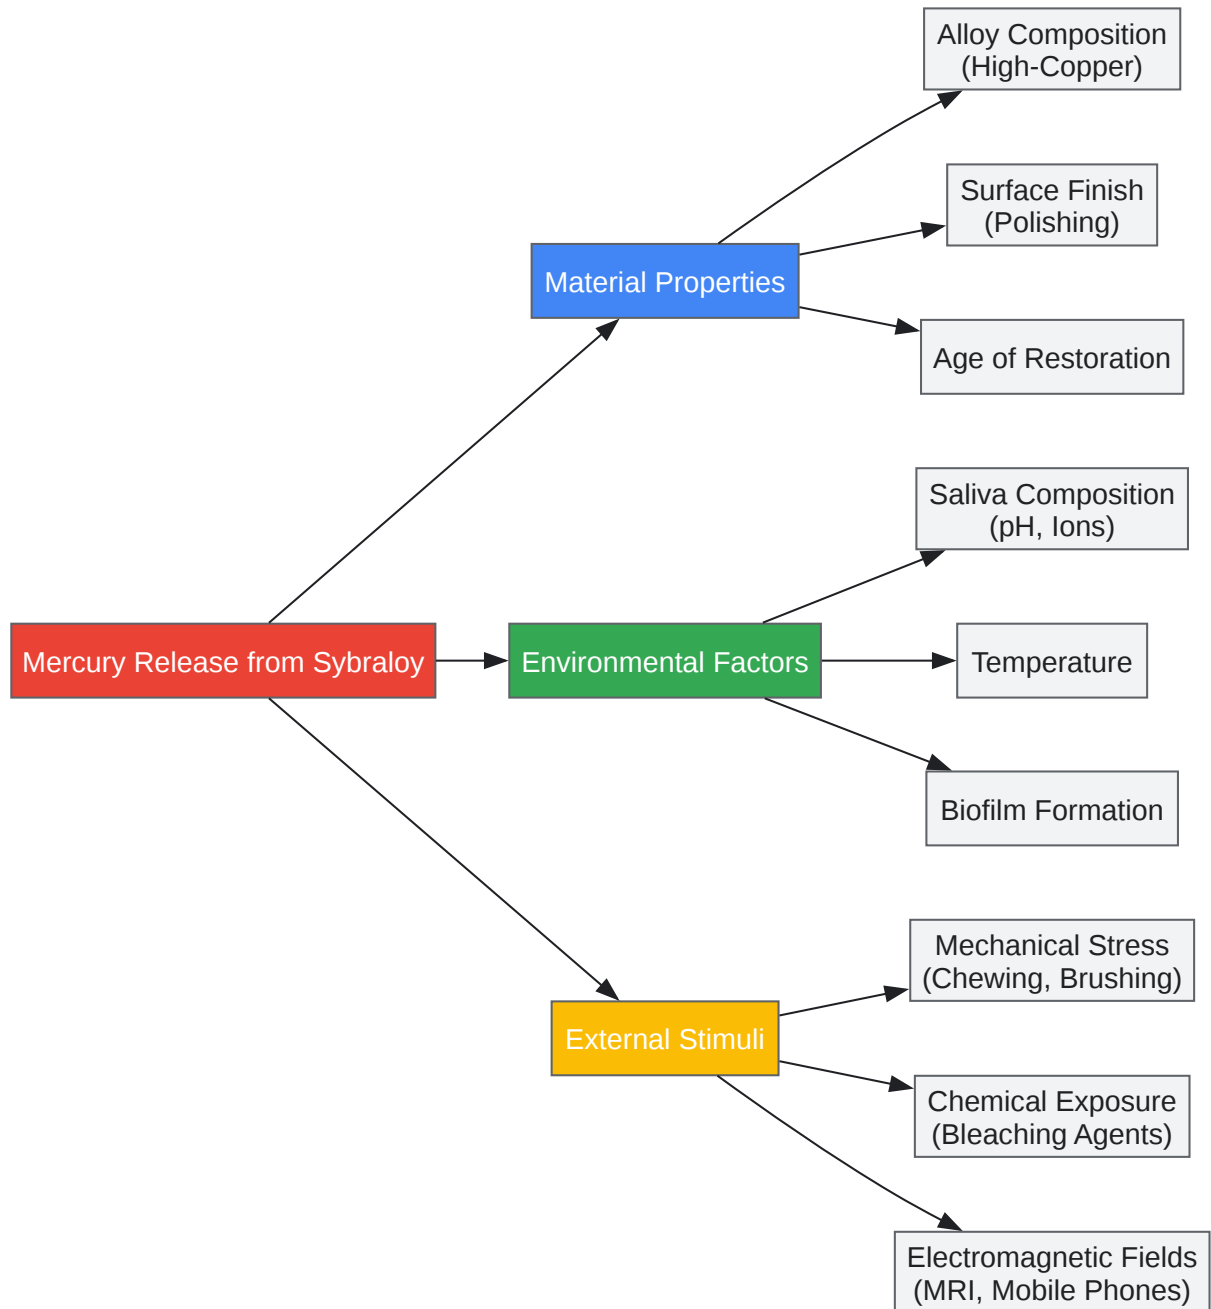 Alloy Composition
(High-Copper)
Surface Finish
(Polishing)
Material Properties
Age of Restoration
Saliva Composition
(pH, Ions)
Mercury Release from Sybraloy
Environmental Factors
Temperature
Biofilm Formation
Mechanical Stress
(Chewing, Brushing)
External Stimuli
Chemical Exposure
(Bleaching Agents)
Electromagnetic Fields
(MRI, Mobile Phones)